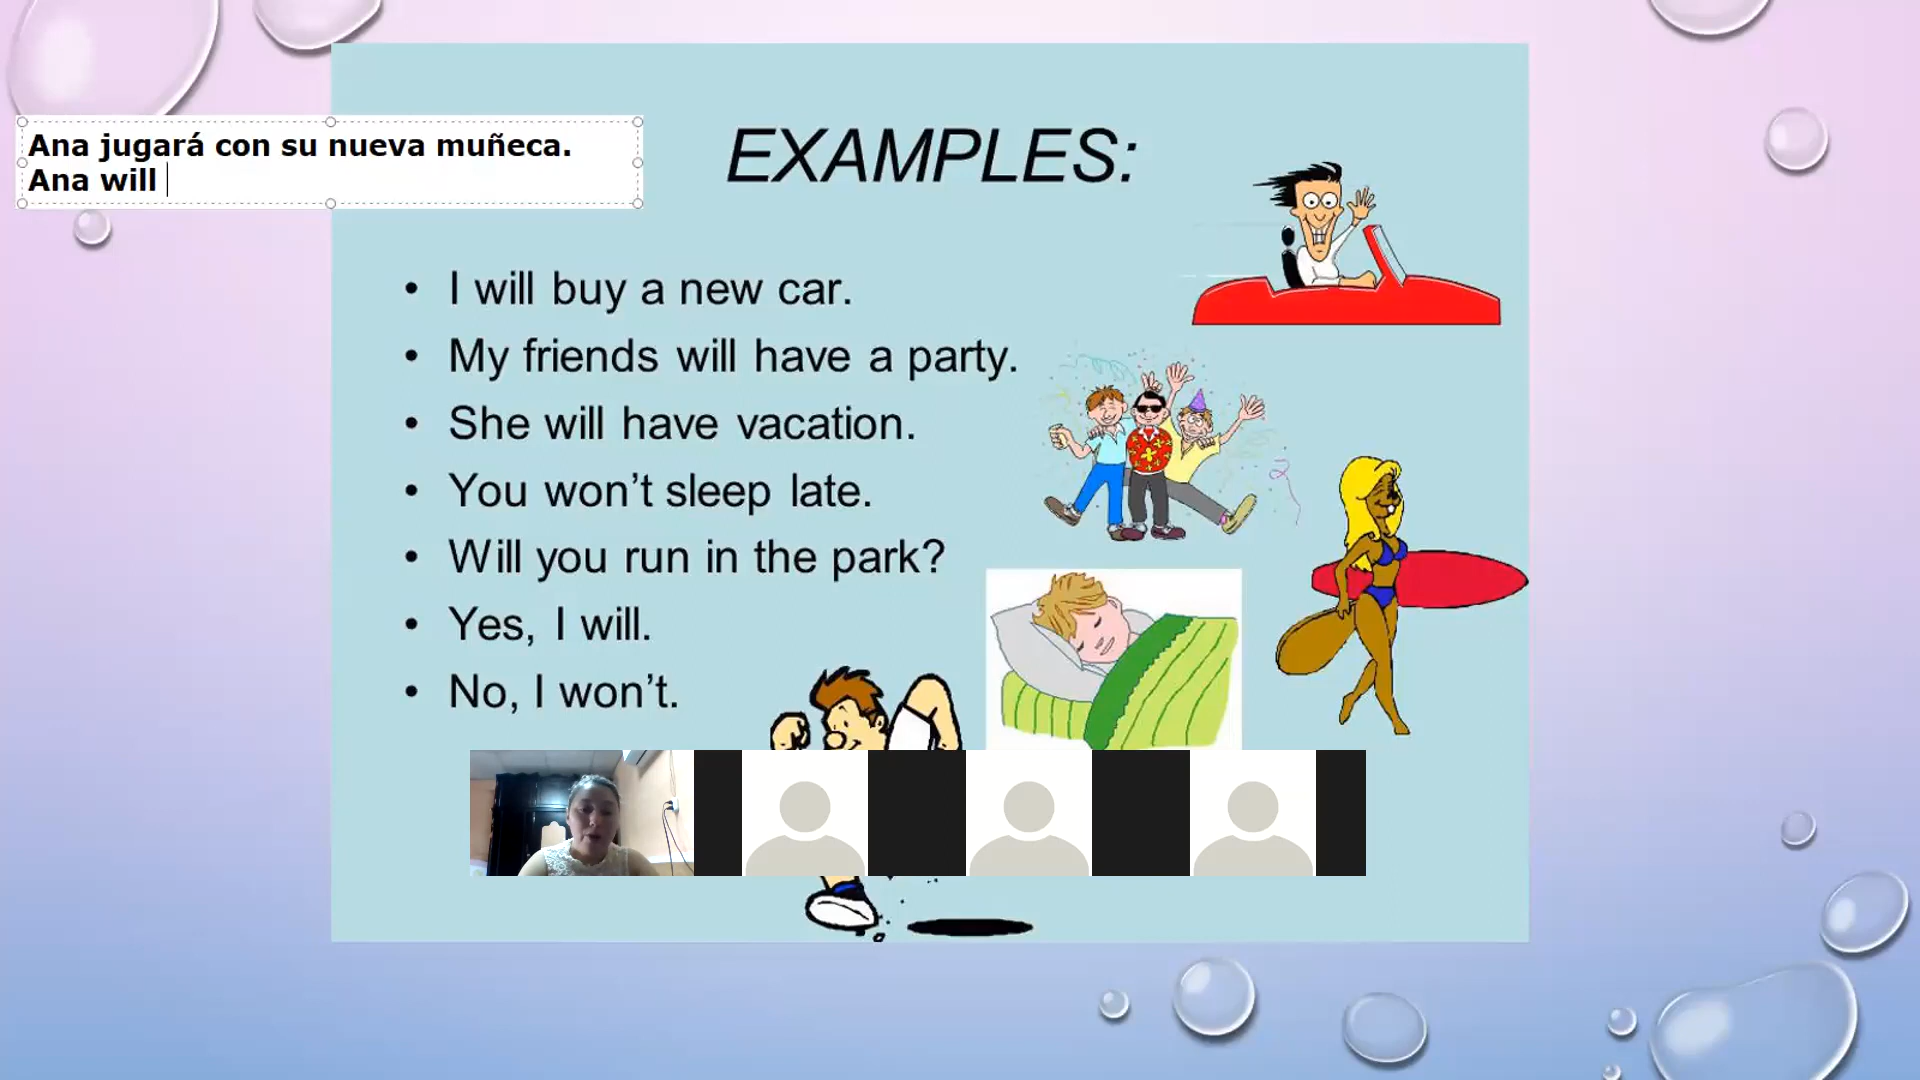 Ana jugará con su nueva muñeca.
Ana will
EXAMPLES:
• I will buy a new car.
• My friends will have a party.
• She will have vacation.
• You won’t sleep late.
• Will you run in the park?
• Yes, I will.
• No, I won’t.